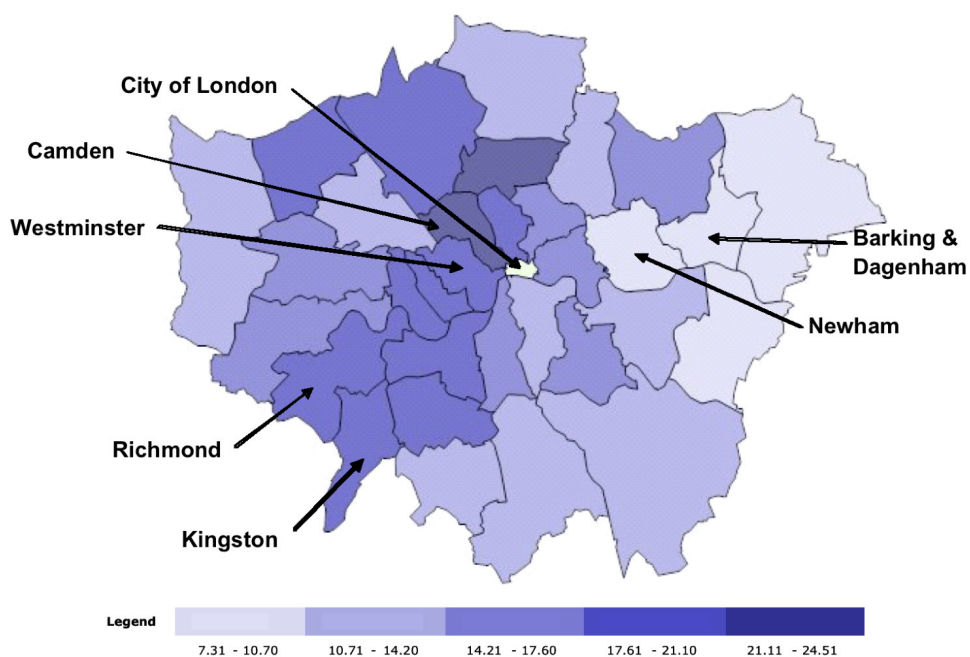 City of London
Camden
Westminster
Barking &
Dagenham
Newham
Richmond
Kingston
Legend
7.31 - 10.70
10.71 - 14.20
14.21 - 17.60
17.61 - 21.10
21.11 - 24.51